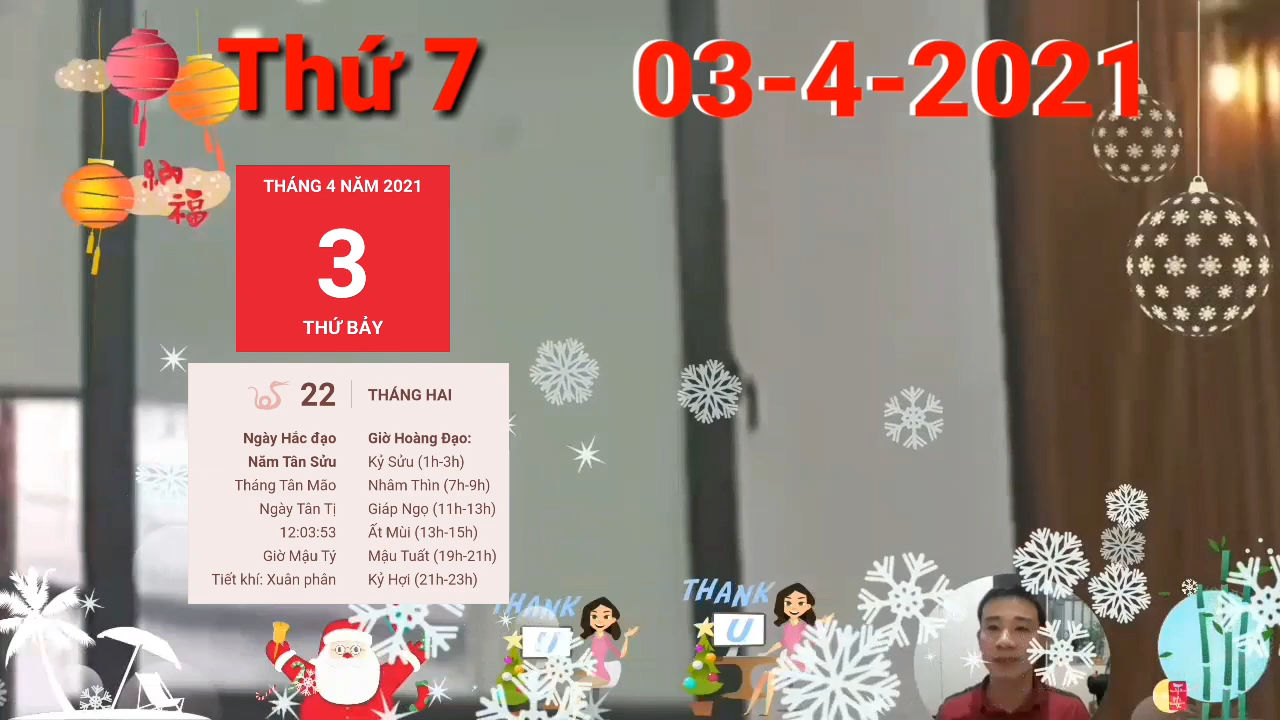 Thứ 7
03-4-2021
納
福
THÁNG 4 NĂM 2021
3
THỨ BẢY
22
THÁNG HAI
Ngày Hắc đạo
Giờ Hoàng Đạo:
Năm Tân Sửu
Kỷ Sửu (1h-3h)
Tháng Tân Mão
Nhâm Thìn (7h-9h)
Ngày Tân Tị
Giáp Ngọ (11h-13h)
12:03:53
Ất Mùi (13h-15h)
Giờ Mậu Tý
Mậu Tuất (19h-21h)
Tiết khí: Xuân phân
Kỷ Hợi (21h-23h)
THANK
U
THANK
U